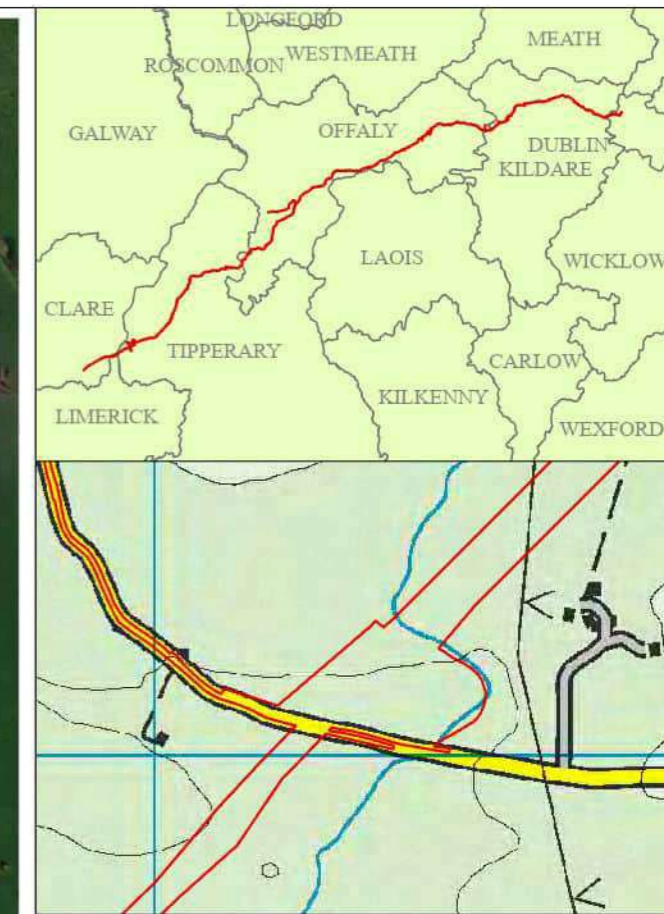 LONGFORD
MEATH
WESTMEATH
ROSCOMMON
GALWAY
OFFALY
DUBLIN
KILDARE
LAOIS
WICKLOW
CLARE
TIPPERARY
CARLOW
KILKENNY
LIMERICK
WEXFORD